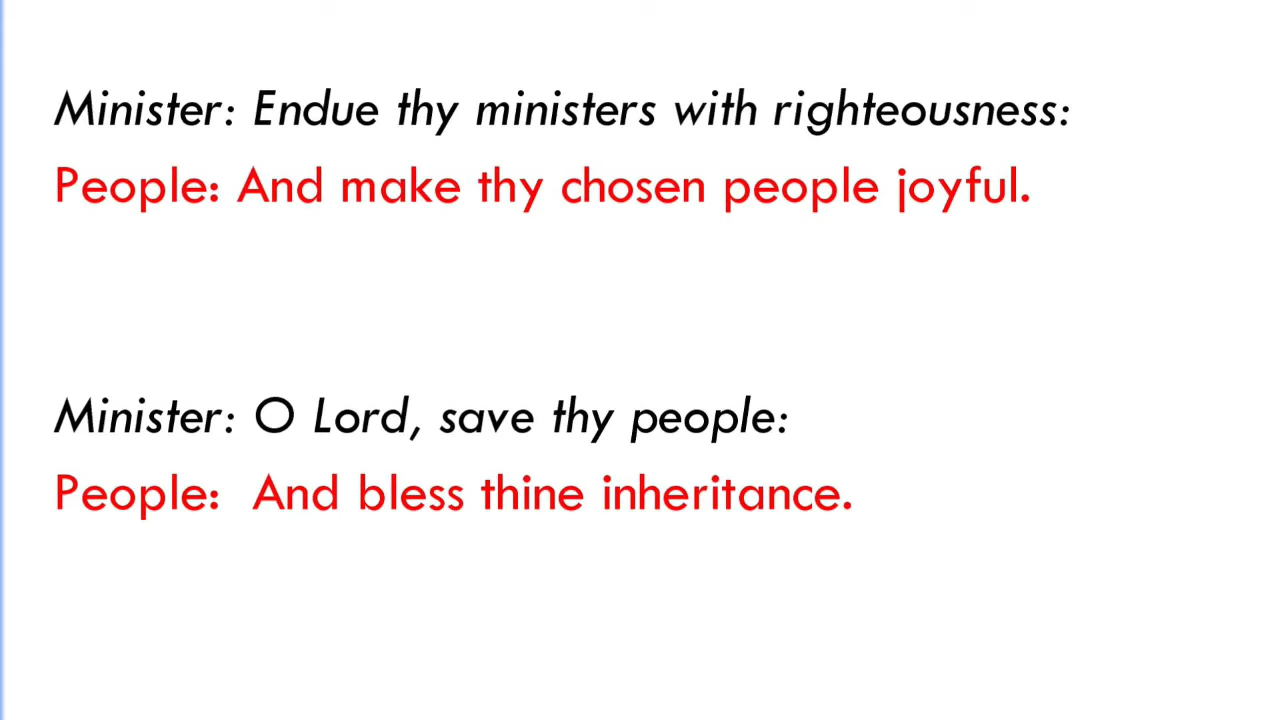 Minister: Endue thy ministers with righteousness:
People: And make thy chosen people joyful.
Minister: O Lord, save thy people:
People: And bless thine inheritance.